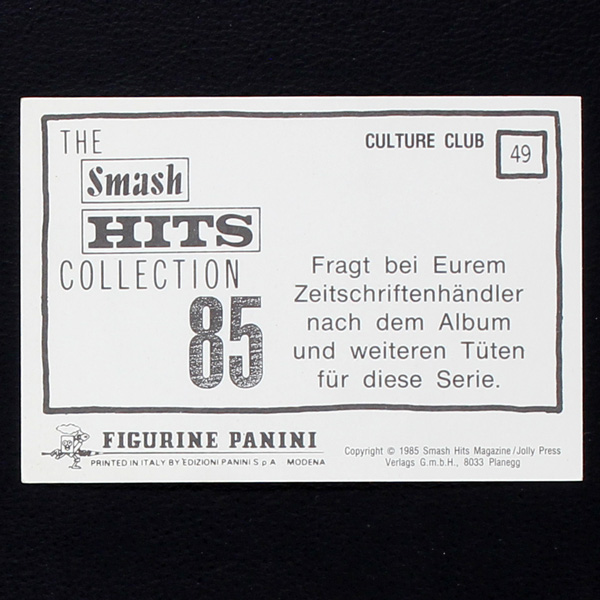 THE
Smash
HITS
COLLECTION
85
CULTURE CLUB
49
Fragt bei Eurem
Zeitschriftenhändler
nach dem Album
und weiteren Tüten
für diese Serie.
FIGURINE PANINI
PRINTED IN ITALY BY EDIZIONI PANINI S.p.A. MODENA
Copyright © 1985 Smash Hits Magazine/Jolly Press
Verlags G.m.b.H., 8033 Planegg